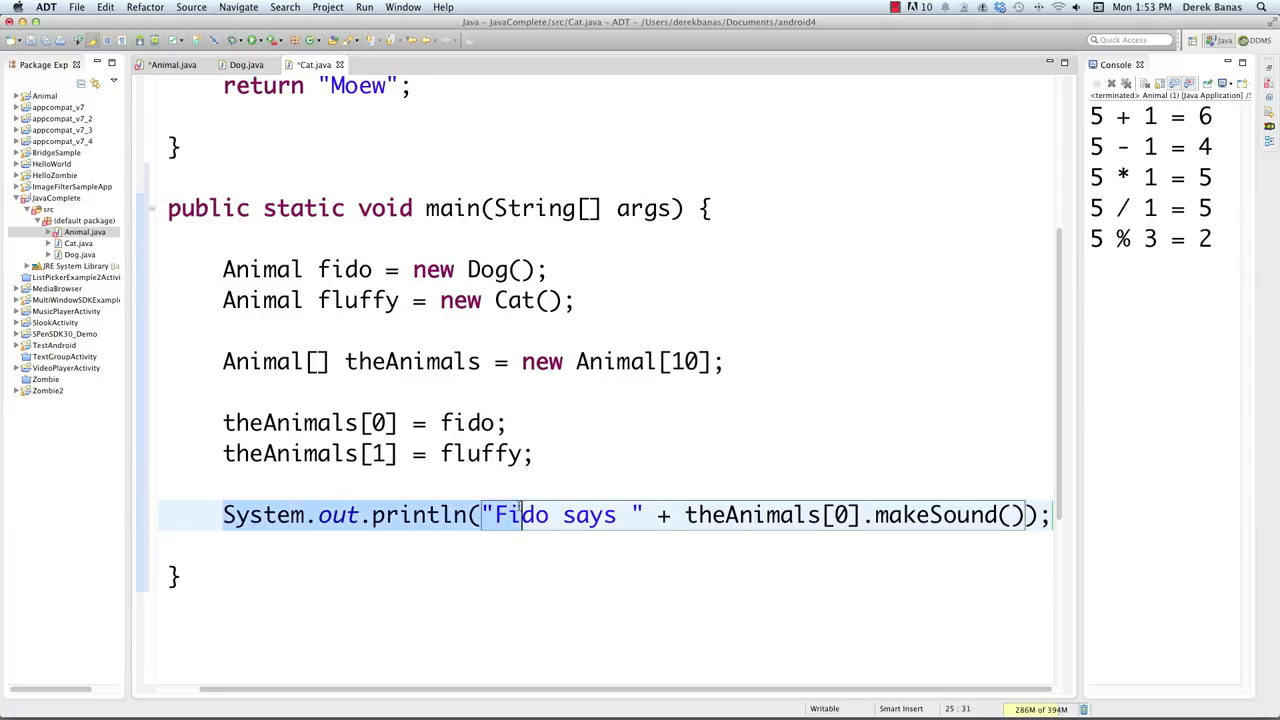 ADT File Edit Refactor Source Navigate Search Project Run Window Help 10 Mon 1:53 PM Derek Banas
Java - JavaComplete/src/Cat.java - ADT - /Users/derekbanas/Documents/android4
Quick Access Java DDMS
Package Exp
*Animal.java Dog.java *Cat.java
Console
<terminated> Animal (1) [Java Application] /S
Animal
appcompat_v7
appcompat_v7_2
appcompat_v7_3
appcompat_v7_4
BridgeSample
HelloWorld
HelloZombie
ImageFilterSampleApp
JavaComplete
src
(default package)
Animal.java
Cat.java
Dog.java
JRE System Library [Ja
ListPickerExample2Activi
MediaBrowser
MultiWindowSDKExample
MusicPlayerActivity
SlookActivity
SPenSDK30_Demo
TestAndroid
TextGroupActivity
VideoPlayerActivity
Zombie
Zombie2
return "Moew";
}
public static void main(String[] args) {
Animal fido = new Dog();
Animal fluffy = new Cat();
Animal[] theAnimals = new Animal[10];
theAnimals[0] = fido;
theAnimals[1] = fluffy;
System.out.println("Fido says " + theAnimals[0].makeSound());
}
5 + 1 = 6
5 - 1 = 4
5 * 1 = 5
5 / 1 = 5
5 % 3 = 2
Writable Smart Insert 25 : 31 286M of 394M